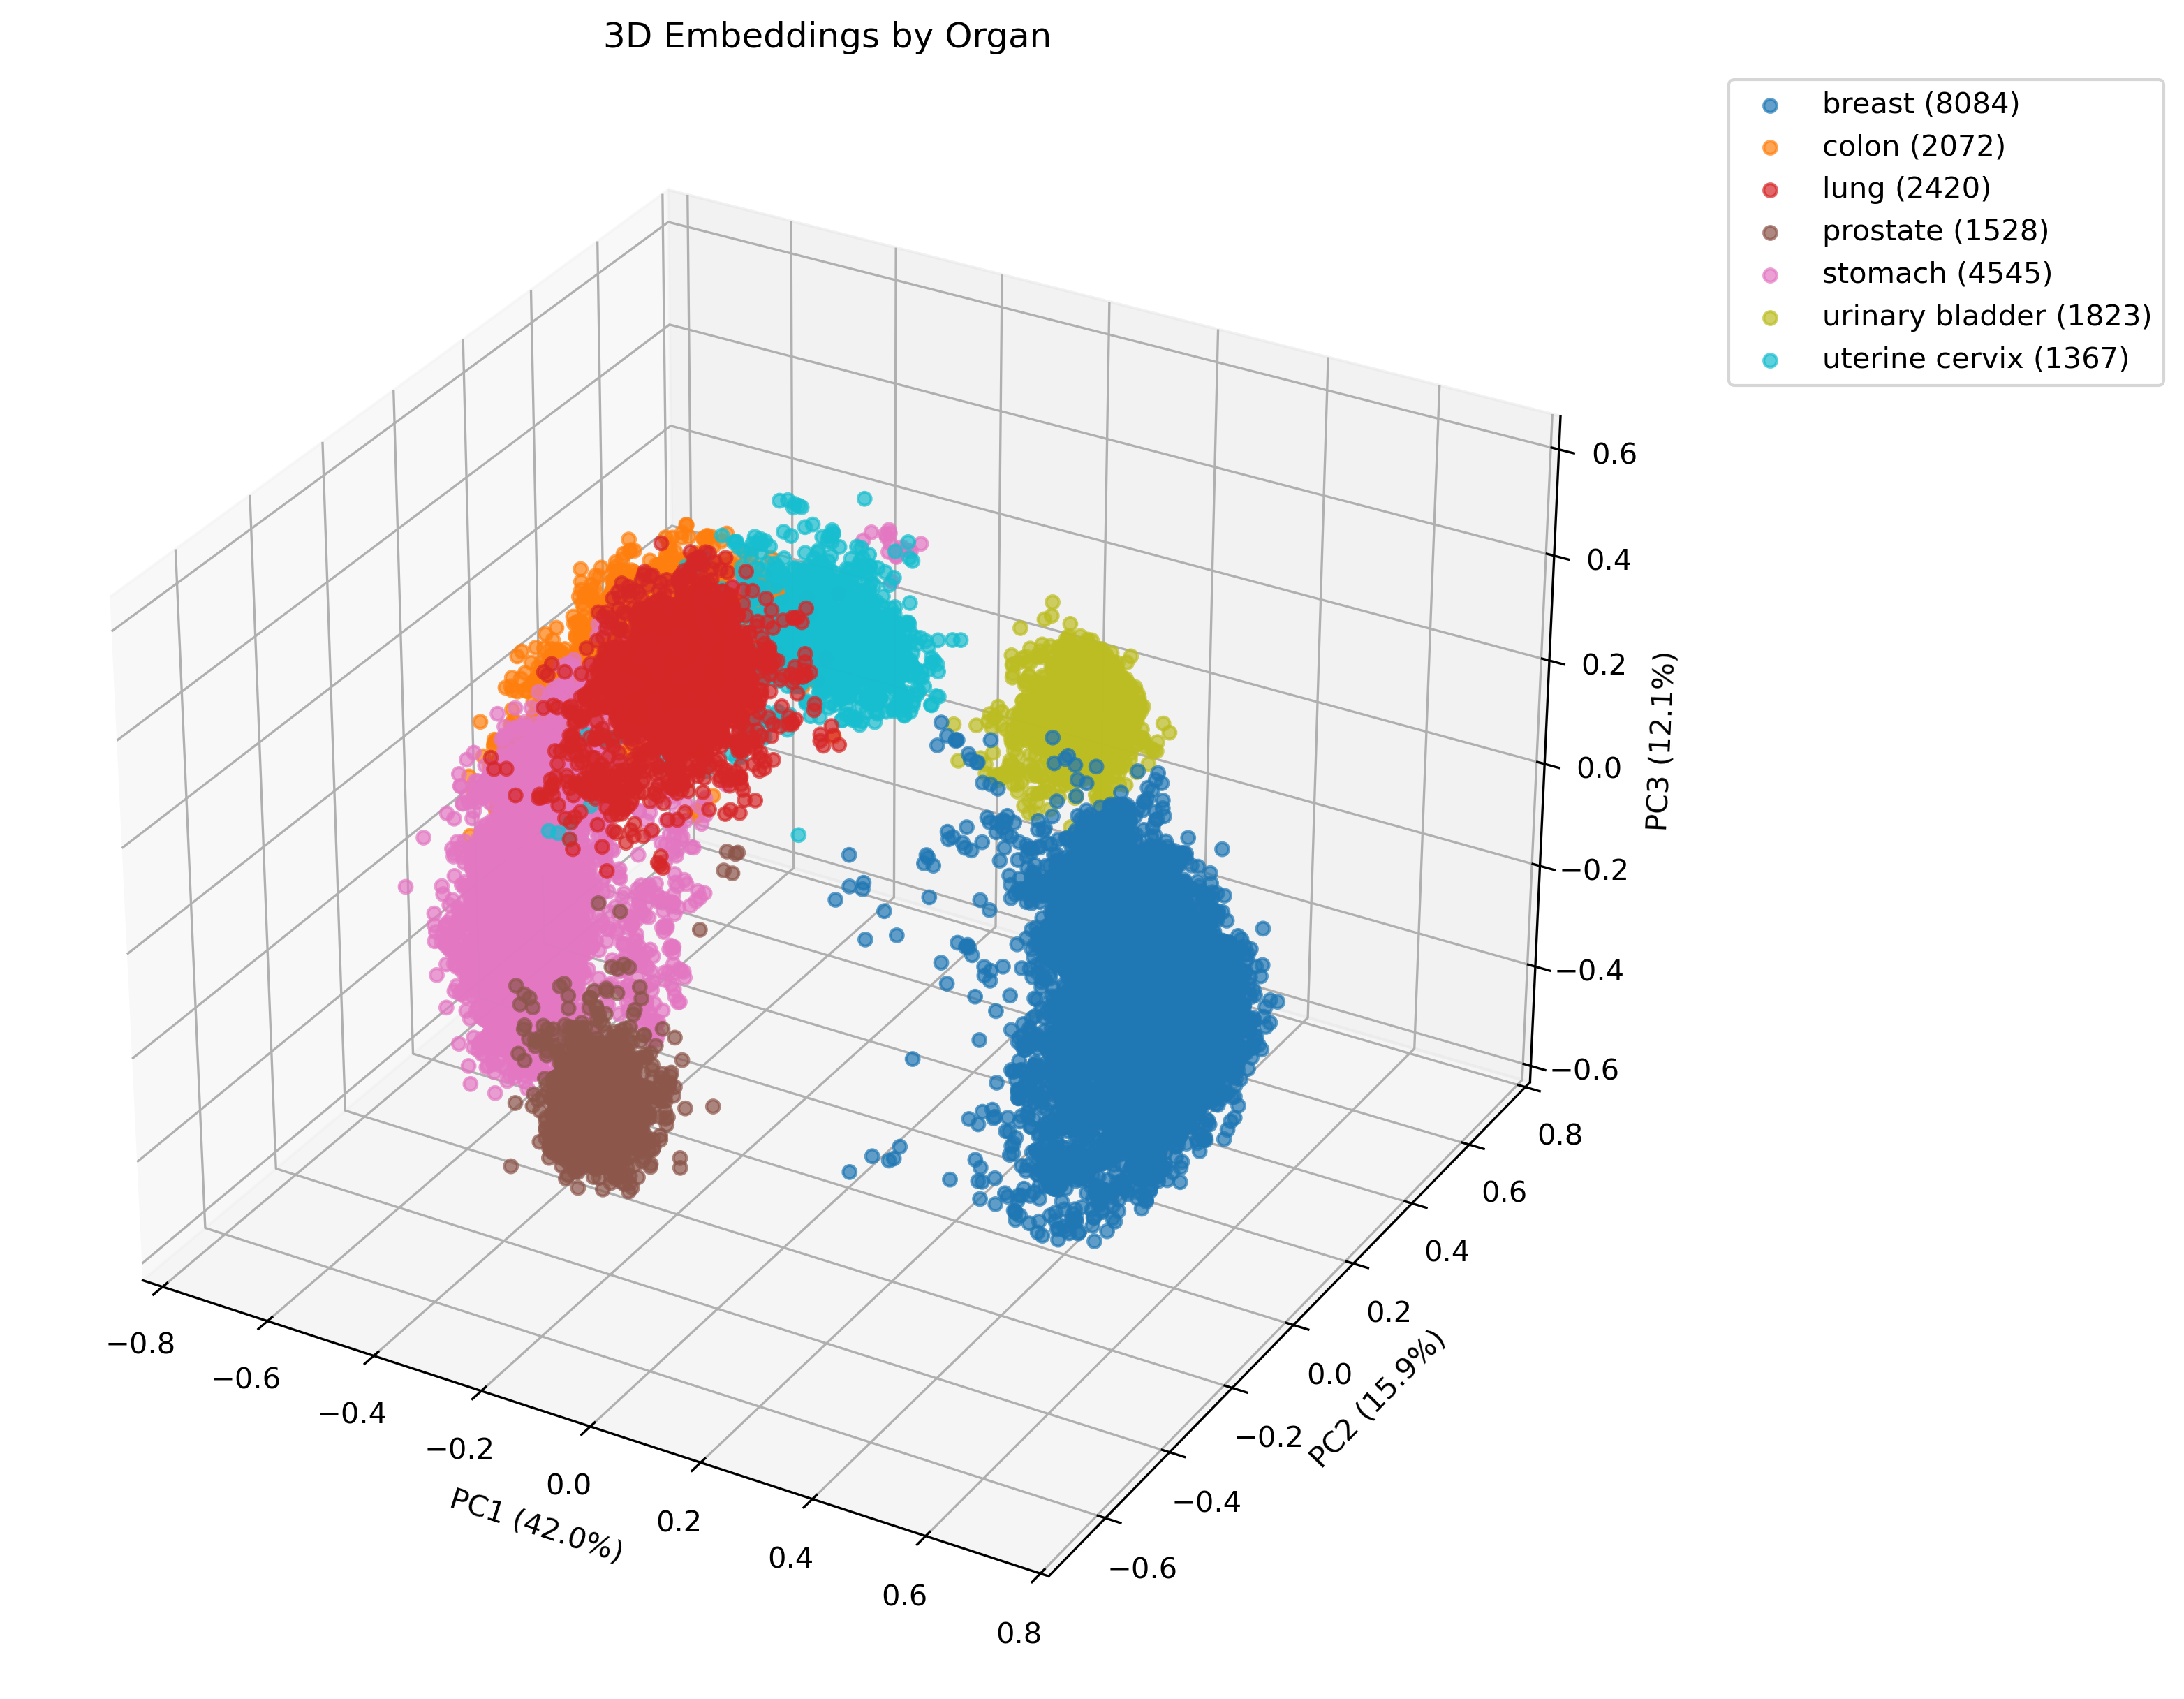 3D Embeddings by Organ
breast (8084)
colon (2072)
lung (2420)
prostate (1528)
stomach (4545)
urinary bladder (1823)
uterine cervix (1367)
0.6
0.4
0.2
0.0
−0.2
−0.4
−0.6
PC3 (12.1%)
0.8
0.6
0.4
0.2
0.0
−0.2
−0.4
−0.6
PC2 (15.9%)
−0.8
−0.6
−0.4
−0.2
0.0
0.2
0.4
0.6
0.8
PC1 (42.0%)